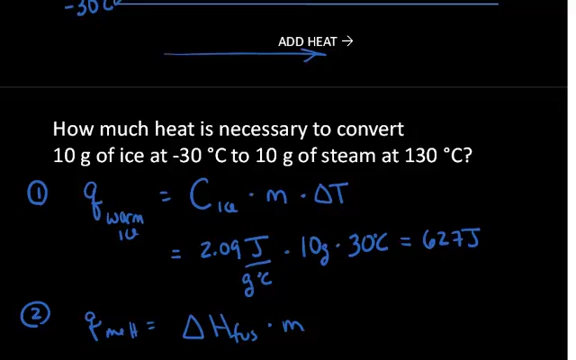 -30°C
ADD HEAT →
How much heat is necessary to convert
10 g of ice at -30 °C to 10 g of steam at 130 °C?
① q warm ice = C ice · m · ΔT
= 2.09 J/g°C · 10g · 30°C = 627J
② q melt = ΔH fus · m